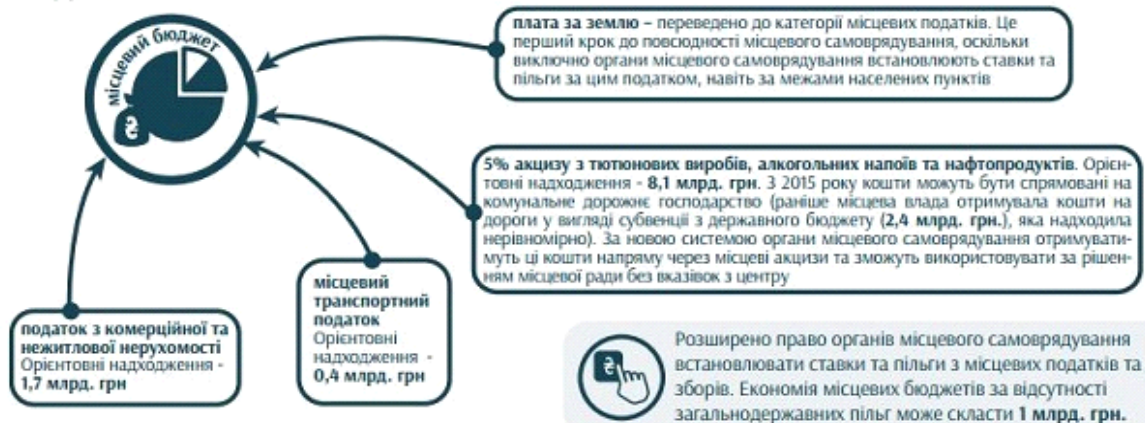 місцевий бюджет
плата за землю – переведено до категорії місцевих податків. Це
перший крок до повсюдності місцевого самоврядування, оскільки
виключно органи місцевого самоврядування встановлюють ставки та
пільги за цим податком, навіть за межами населених пунктів
5% акцизу з тютюнових виробів, алкогольних напоїв та нафтопродуктів. Орієн-
товні надходження - 8,1 млрд. грн. З 2015 року кошти можуть бути спрямовані на
комунальне дорожнє господарство (раніше місцева влада отримувала кошти на
дороги у вигляді субвенції з державного бюджету (2,4 млрд. грн.), яка надходила
нерівномірно). За новою системою органи місцевого самоврядування отримувати-
муть ці кошти напряму через місцеві акцизи та зможуть використовувати за рішен-
ням місцевої ради без вказівок з центру
місцевий
транспортний
податок
Орієнтовні
надходження -
0,4 млрд. грн
податок з комерційної та
нежитлової нерухомості
Орієнтовні надходження -
1,7 млрд. грн
Розширено право органів місцевого самоврядування
встановлювати ставки та пільги з місцевих податків та
зборів. Економія місцевих бюджетів за відсутності
загальнодержавних пільг може скласти 1 млрд. грн.